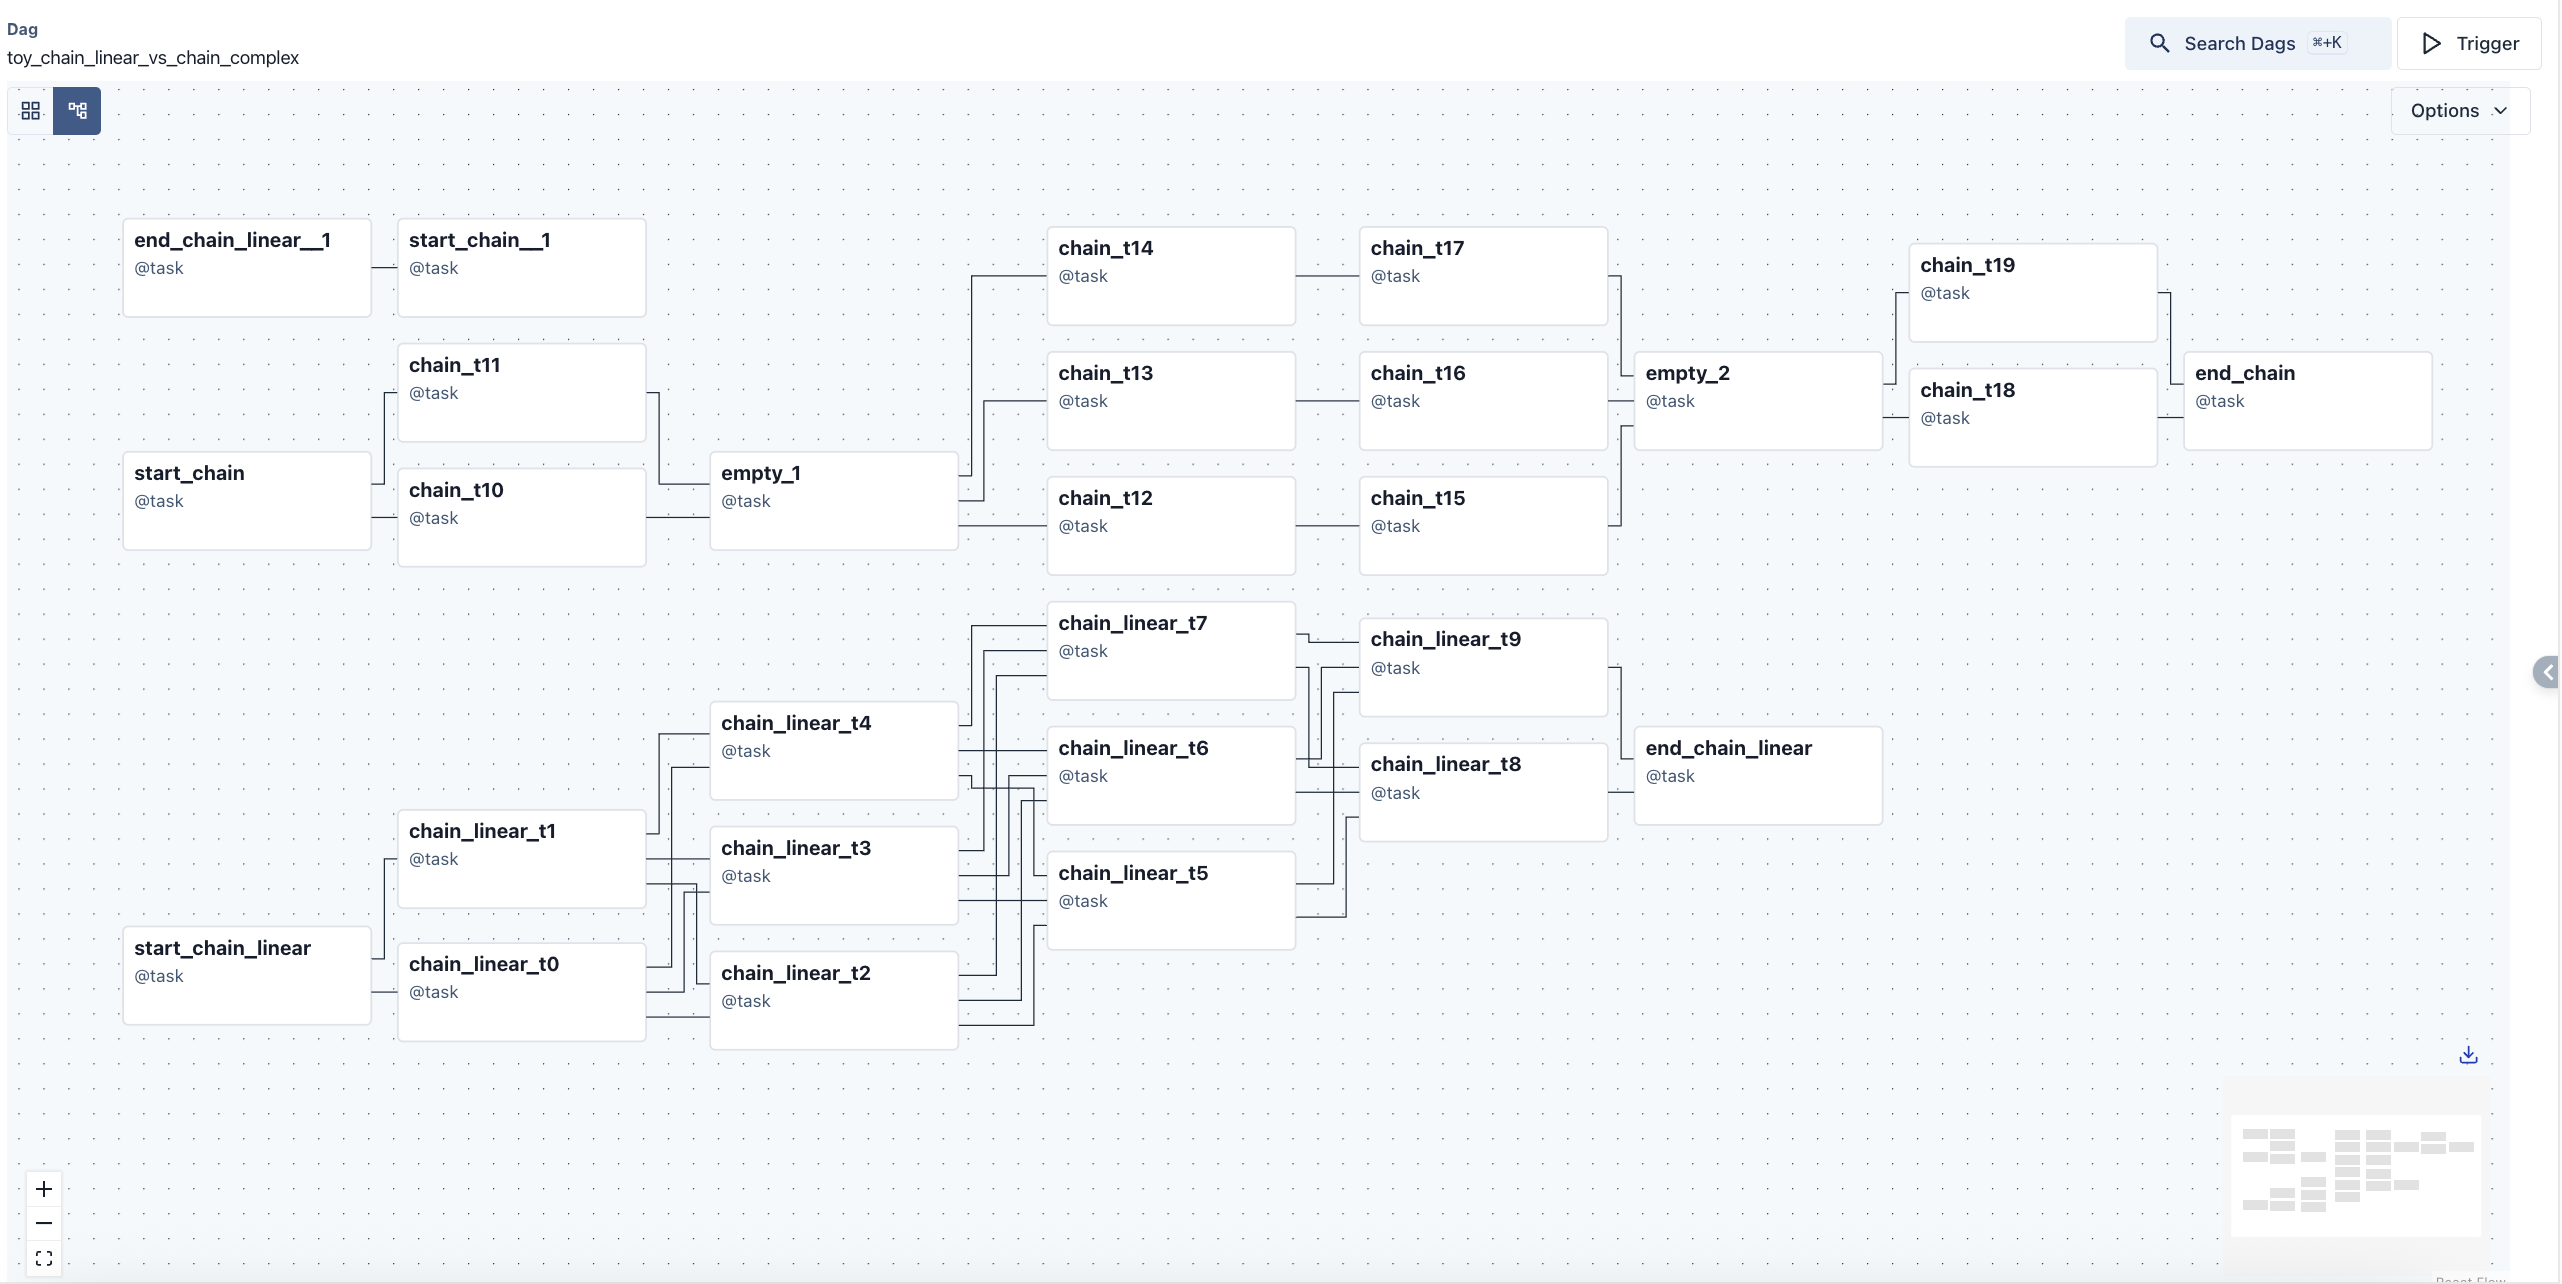 Dag
toy_chain_linear_vs_chain_complex
Search Dags ⌘+K
Trigger
Options
end_chain_linear__1
@task
start_chain__1
@task
chain_t11
@task
start_chain
@task
chain_t10
@task
empty_1
@task
chain_t14
@task
chain_t17
@task
chain_t13
@task
chain_t16
@task
chain_t12
@task
chain_t15
@task
empty_2
@task
chain_t19
@task
chain_t18
@task
end_chain
@task
chain_linear_t7
@task
chain_linear_t9
@task
chain_linear_t4
@task
chain_linear_t6
@task
chain_linear_t8
@task
end_chain_linear
@task
chain_linear_t1
@task
chain_linear_t3
@task
chain_linear_t5
@task
start_chain_linear
@task
chain_linear_t0
@task
chain_linear_t2
@task
React Flow